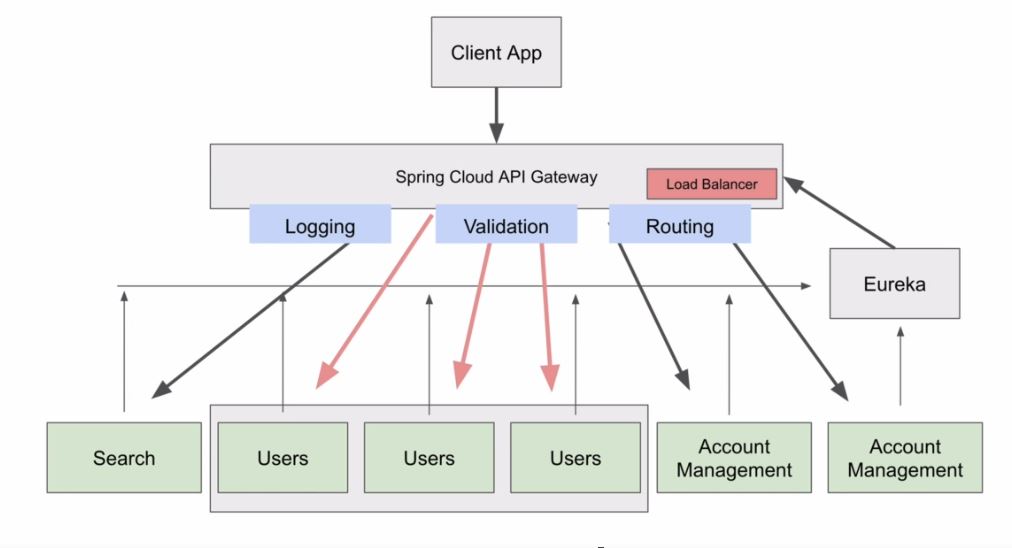 Client App
Spring Cloud API Gateway
Load Balancer
Logging
Validation
Routing
Eureka
Search
Users
Users
Users
Account
Management
Account
Management